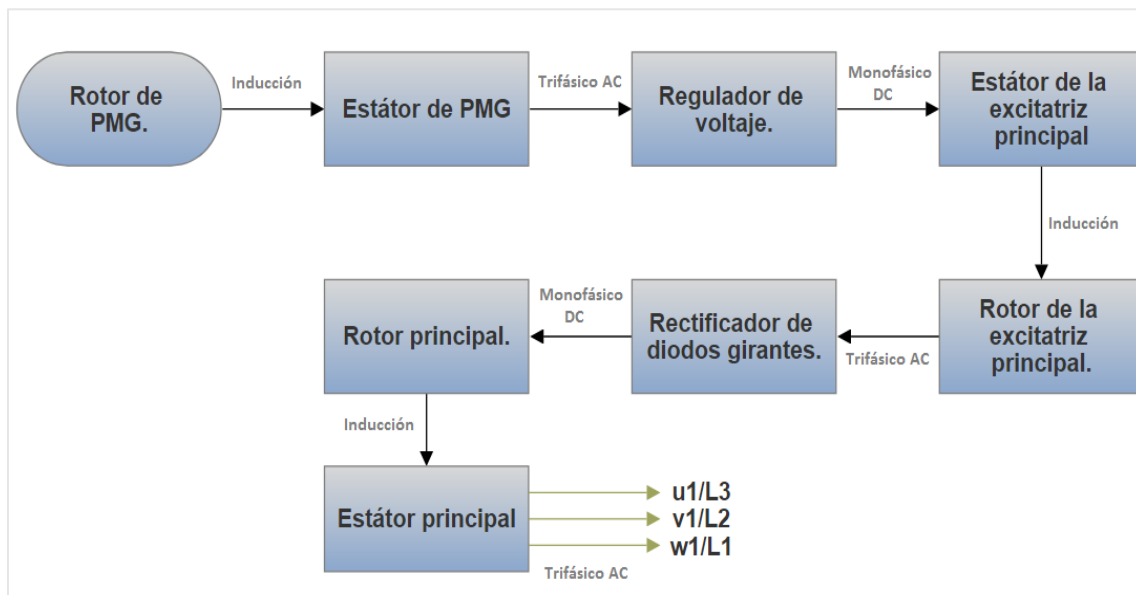 Rotor de
PMG.
Inducción
Estátor de PMG
Trifásico AC
Regulador de
voltaje.
Monofásico
DC
Estátor de la
excitatriz
principal
Inducción
Rotor de la
excitatriz
principal.
Trifásico AC
Rectificador de
diodos girantes.
Monofásico
DC
Rotor principal.
Inducción
Estátor principal
u1/L3
v1/L2
w1/L1
Trifásico AC